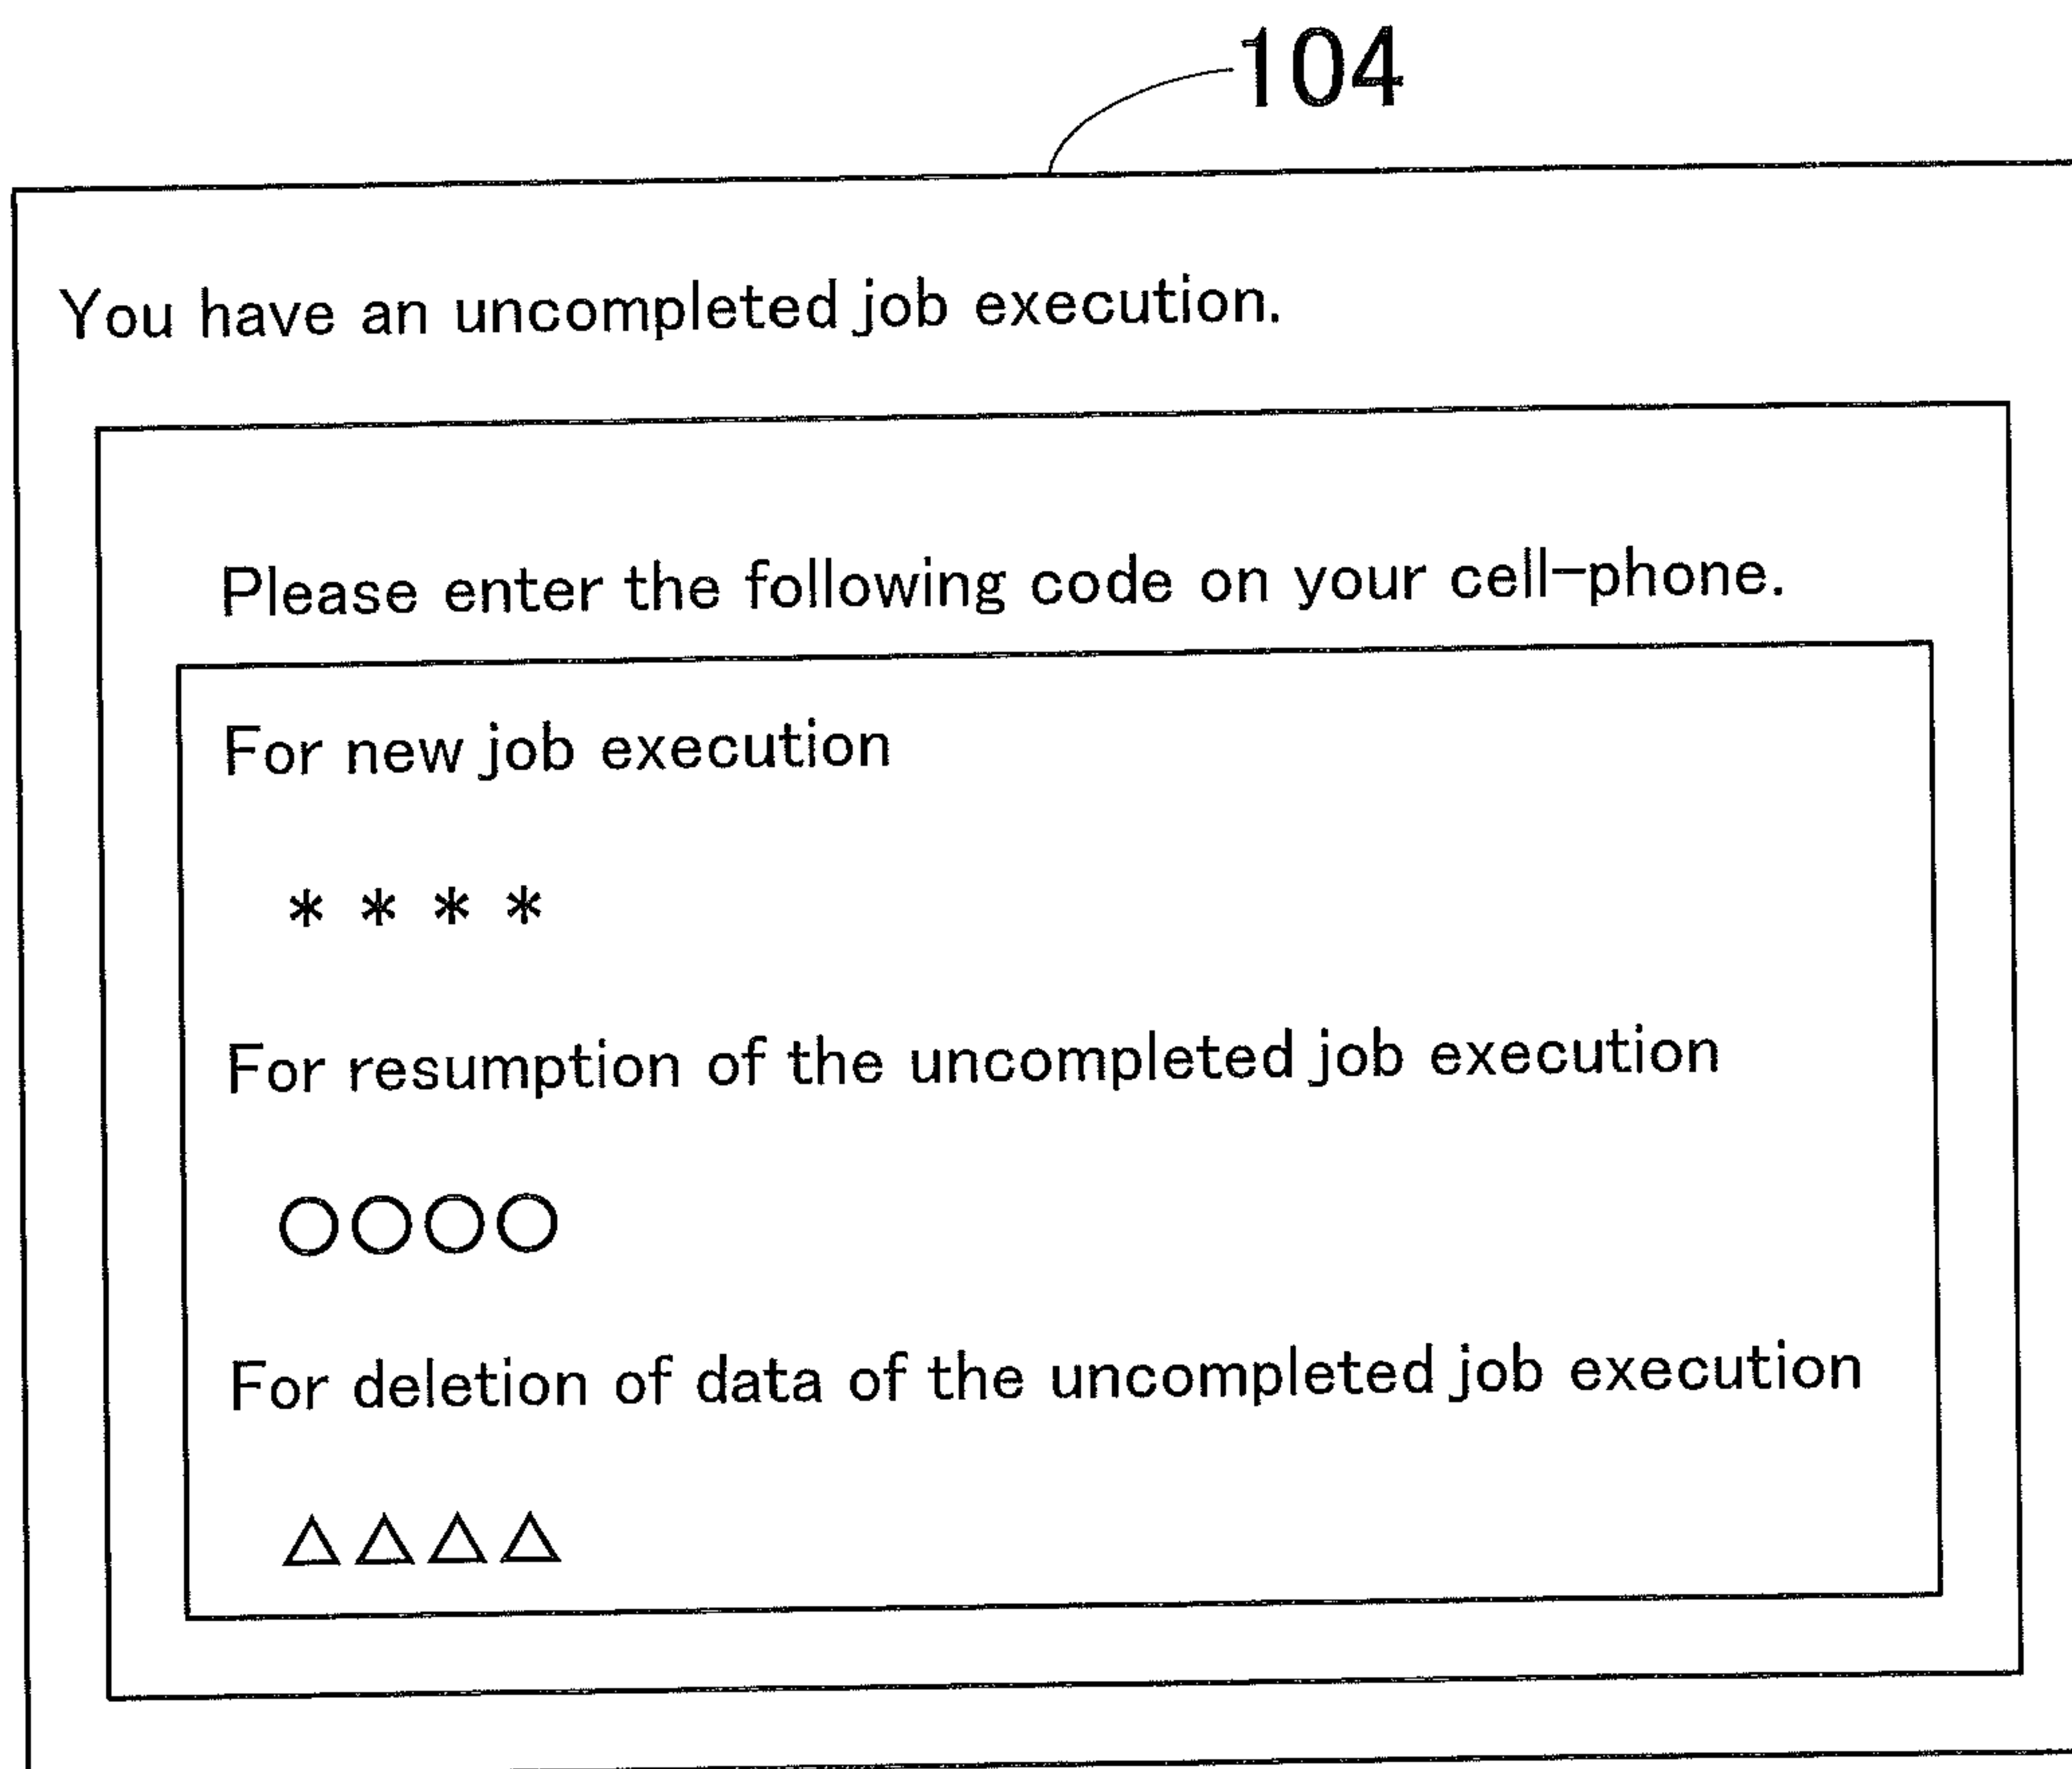 104
You have an uncompleted job execution.
Please enter the following code on your cell-phone.
For new job execution
* * * *
For resumption of the uncompleted job execution
○○○○
For deletion of data of the uncompleted job execution
△△△△